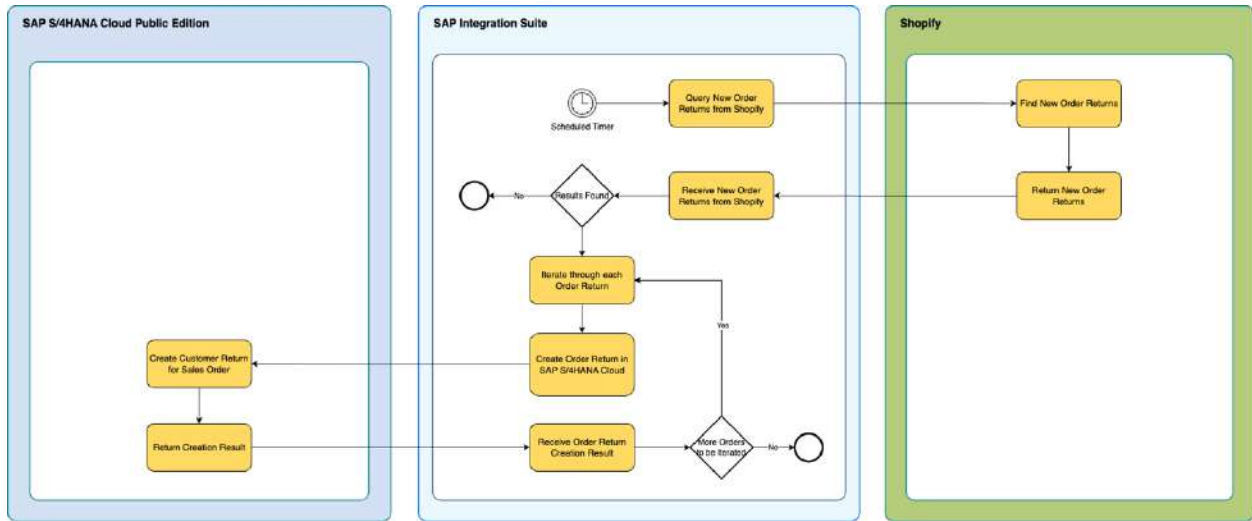 SAP S/4HANA Cloud Public Edition
SAP Integration Suite
Shopify
Scheduled Timer
Query New Order
Returns from Shopify
Find New Order Returns
No
Results Found
Receive New Order
Returns from Shopify
Return New Order
Returns
Iterate through each
Order Return
Yes
Create Customer Return
for Sales Order
Create Order Return in
SAP S/4HANA Cloud
Return Creation Result
Receive Order Return
Creation Result
More Orders
to be Iterated
No